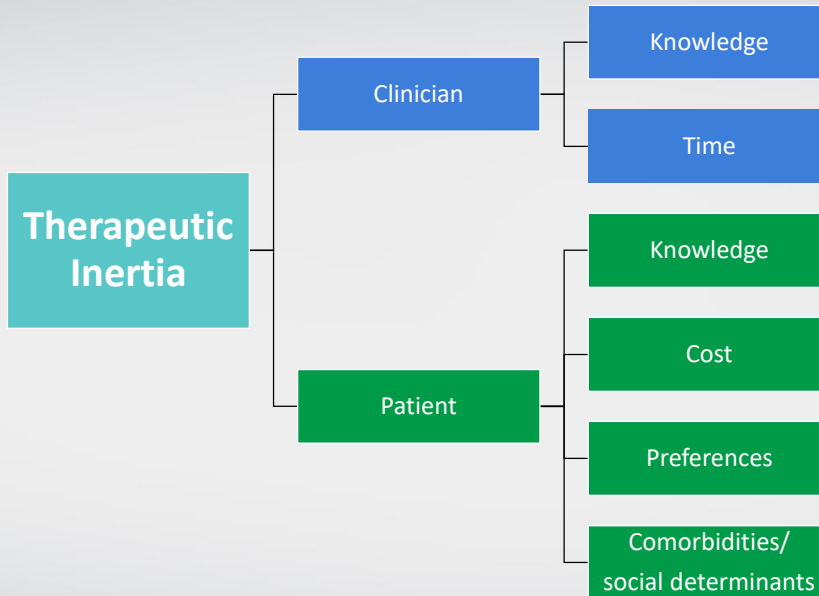 Knowledge
Clinician
Time
Therapeutic
Inertia
Knowledge
Cost
Patient
Preferences
Comorbidities/
social determinants